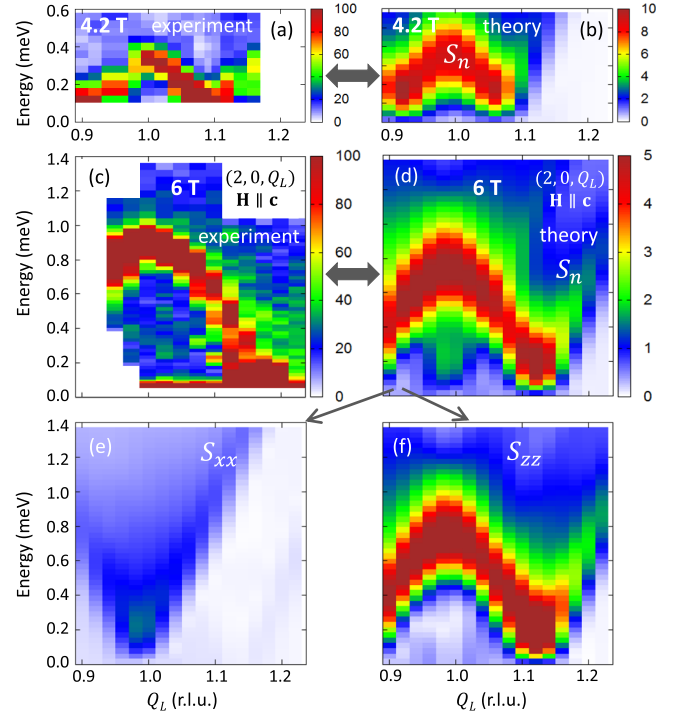 4.2 T experiment (a)
4.2 T theory (b)
S_n
Energy (meV)
0.6
0.4
0.2
0.0
0.9 1.0 1.1 1.2
100
80
60
40
20
0
0.9 1.0 1.1 1.2
10
8
6
4
2
0
(c) 6 T (2, 0, Q_L)
H ∥ c
experiment
Energy (meV)
1.4
1.2
1.0
0.8
0.6
0.4
0.2
0.0
100
80
60
40
20
0
(d) 6 T (2, 0, Q_L)
H ∥ c
theory
S_n
5
4
3
2
1
0
(e) S_xx
Energy (meV)
1.4
1.2
1.0
0.8
0.6
0.4
0.2
0.0
0.9 1.0 1.1 1.2
Q_L (r.l.u.)
(f) S_zz
0.9 1.0 1.1 1.2
Q_L (r.l.u.)